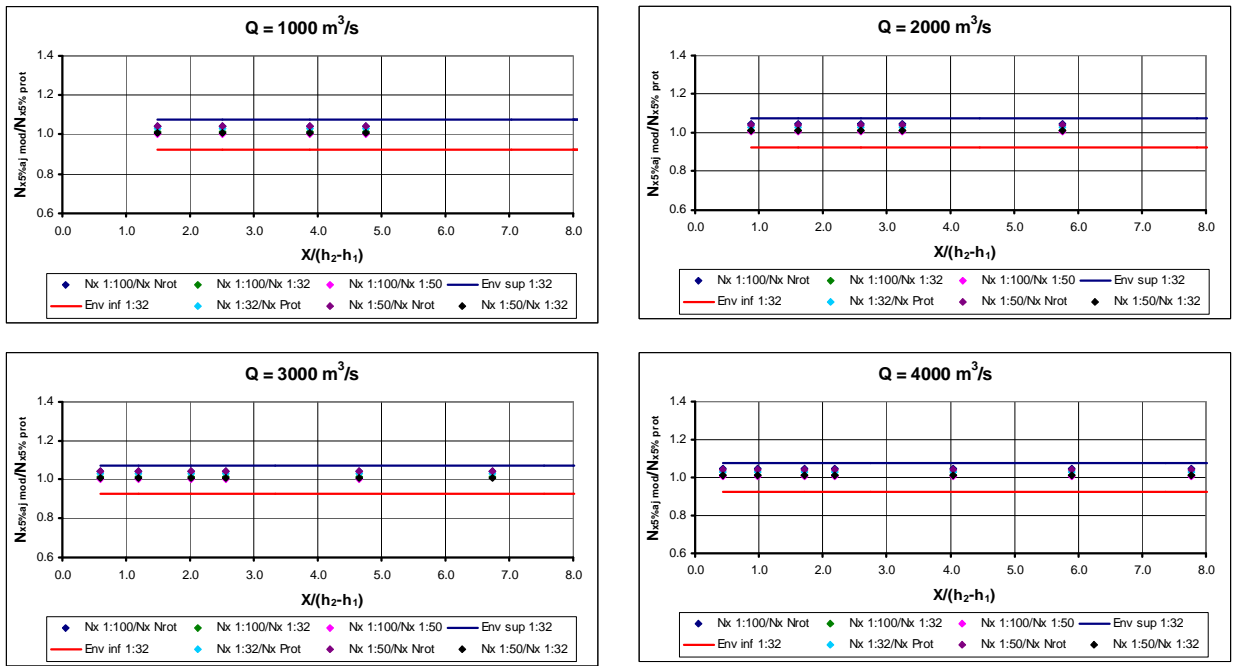 Q = 1000 m³/s
Nx5%aj mod/Nx5% prot
1.4
1.2
1.0
0.8
0.6
0.0 1.0 2.0 3.0 4.0 5.0 6.0 7.0 8.0
X/(h₂-h₁)
Nx 1:100/Nx Nrot Nx 1:100/Nx 1:32 Nx 1:100/Nx 1:50 Env sup 1:32
Env inf 1:32 Nx 1:32/Nx Prot Nx 1:50/Nx Nrot Nx 1:50/Nx 1:32
Q = 2000 m³/s
Nx5%aj mod/Nx5% prot
1.4
1.2
1.0
0.8
0.6
0.0 1.0 2.0 3.0 4.0 5.0 6.0 7.0 8.0
X/(h₂-h₁)
Nx 1:100/Nx Nrot Nx 1:100/Nx 1:32 Nx 1:100/Nx 1:50 Env sup 1:32
Env inf 1:32 Nx 1:32/Nx Prot Nx 1:50/Nx Nrot Nx 1:50/Nx 1:32
Q = 3000 m³/s
Nx5%aj mod/Nx5% prot
1.4
1.2
1.0
0.8
0.6
0.0 1.0 2.0 3.0 4.0 5.0 6.0 7.0 8.0
X/(h₂-h₁)
Nx 1:100/Nx Nrot Nx 1:100/Nx 1:32 Nx 1:100/Nx 1:50 Env sup 1:32
Env inf 1:32 Nx 1:32/Nx Prot Nx 1:50/Nx Nrot Nx 1:50/Nx 1:32
Q = 4000 m³/s
Nx5%aj mod/Nx5% prot
1.4
1.2
1.0
0.8
0.6
0.0 1.0 2.0 3.0 4.0 5.0 6.0 7.0 8.0
X/(h₂-h₁)
Nx 1:100/Nx Nrot Nx 1:100/Nx 1:32 Nx 1:100/Nx 1:50 Env sup 1:32
Env inf 1:32 Nx 1:32/Nx Prot Nx 1:50/Nx Nrot Nx 1:50/Nx 1:32